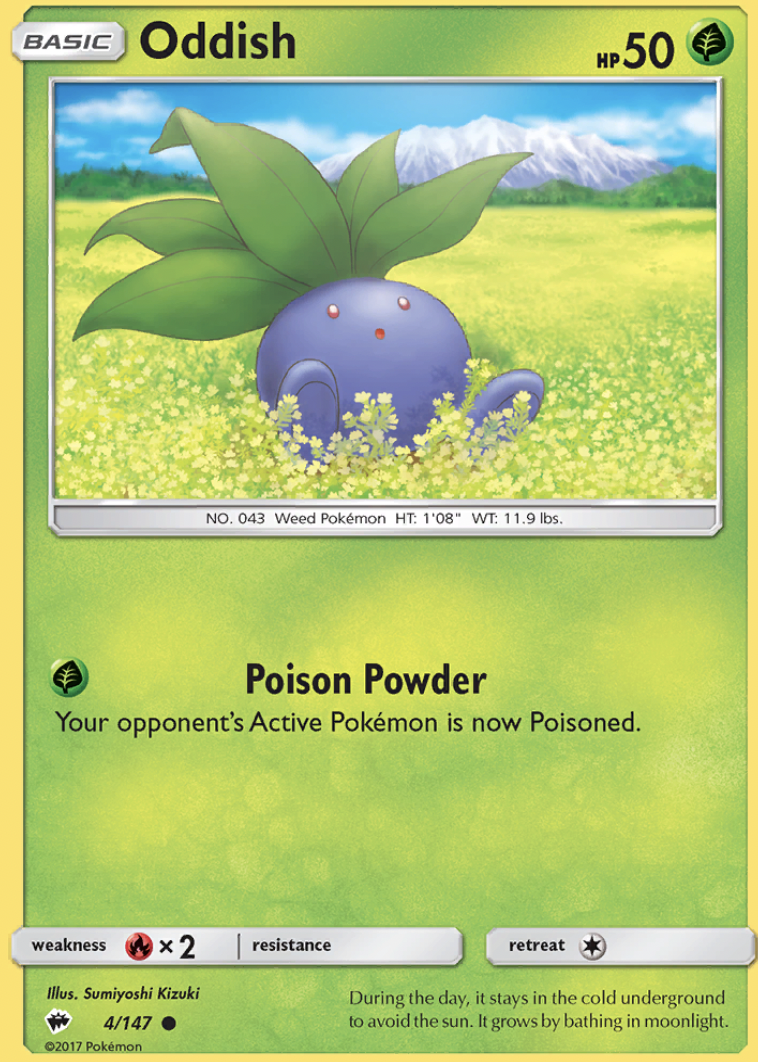 BASIC Oddish HP 50
NO. 043 Weed Pokémon HT: 1'08" WT: 11.9 lbs.
Poison Powder
Your opponent's Active Pokémon is now Poisoned.
weakness × 2 resistance retreat
Illus. Sumiyoshi Kizuki
4/147
©2017 Pokémon
During the day, it stays in the cold underground
to avoid the sun. It grows by bathing in moonlight.